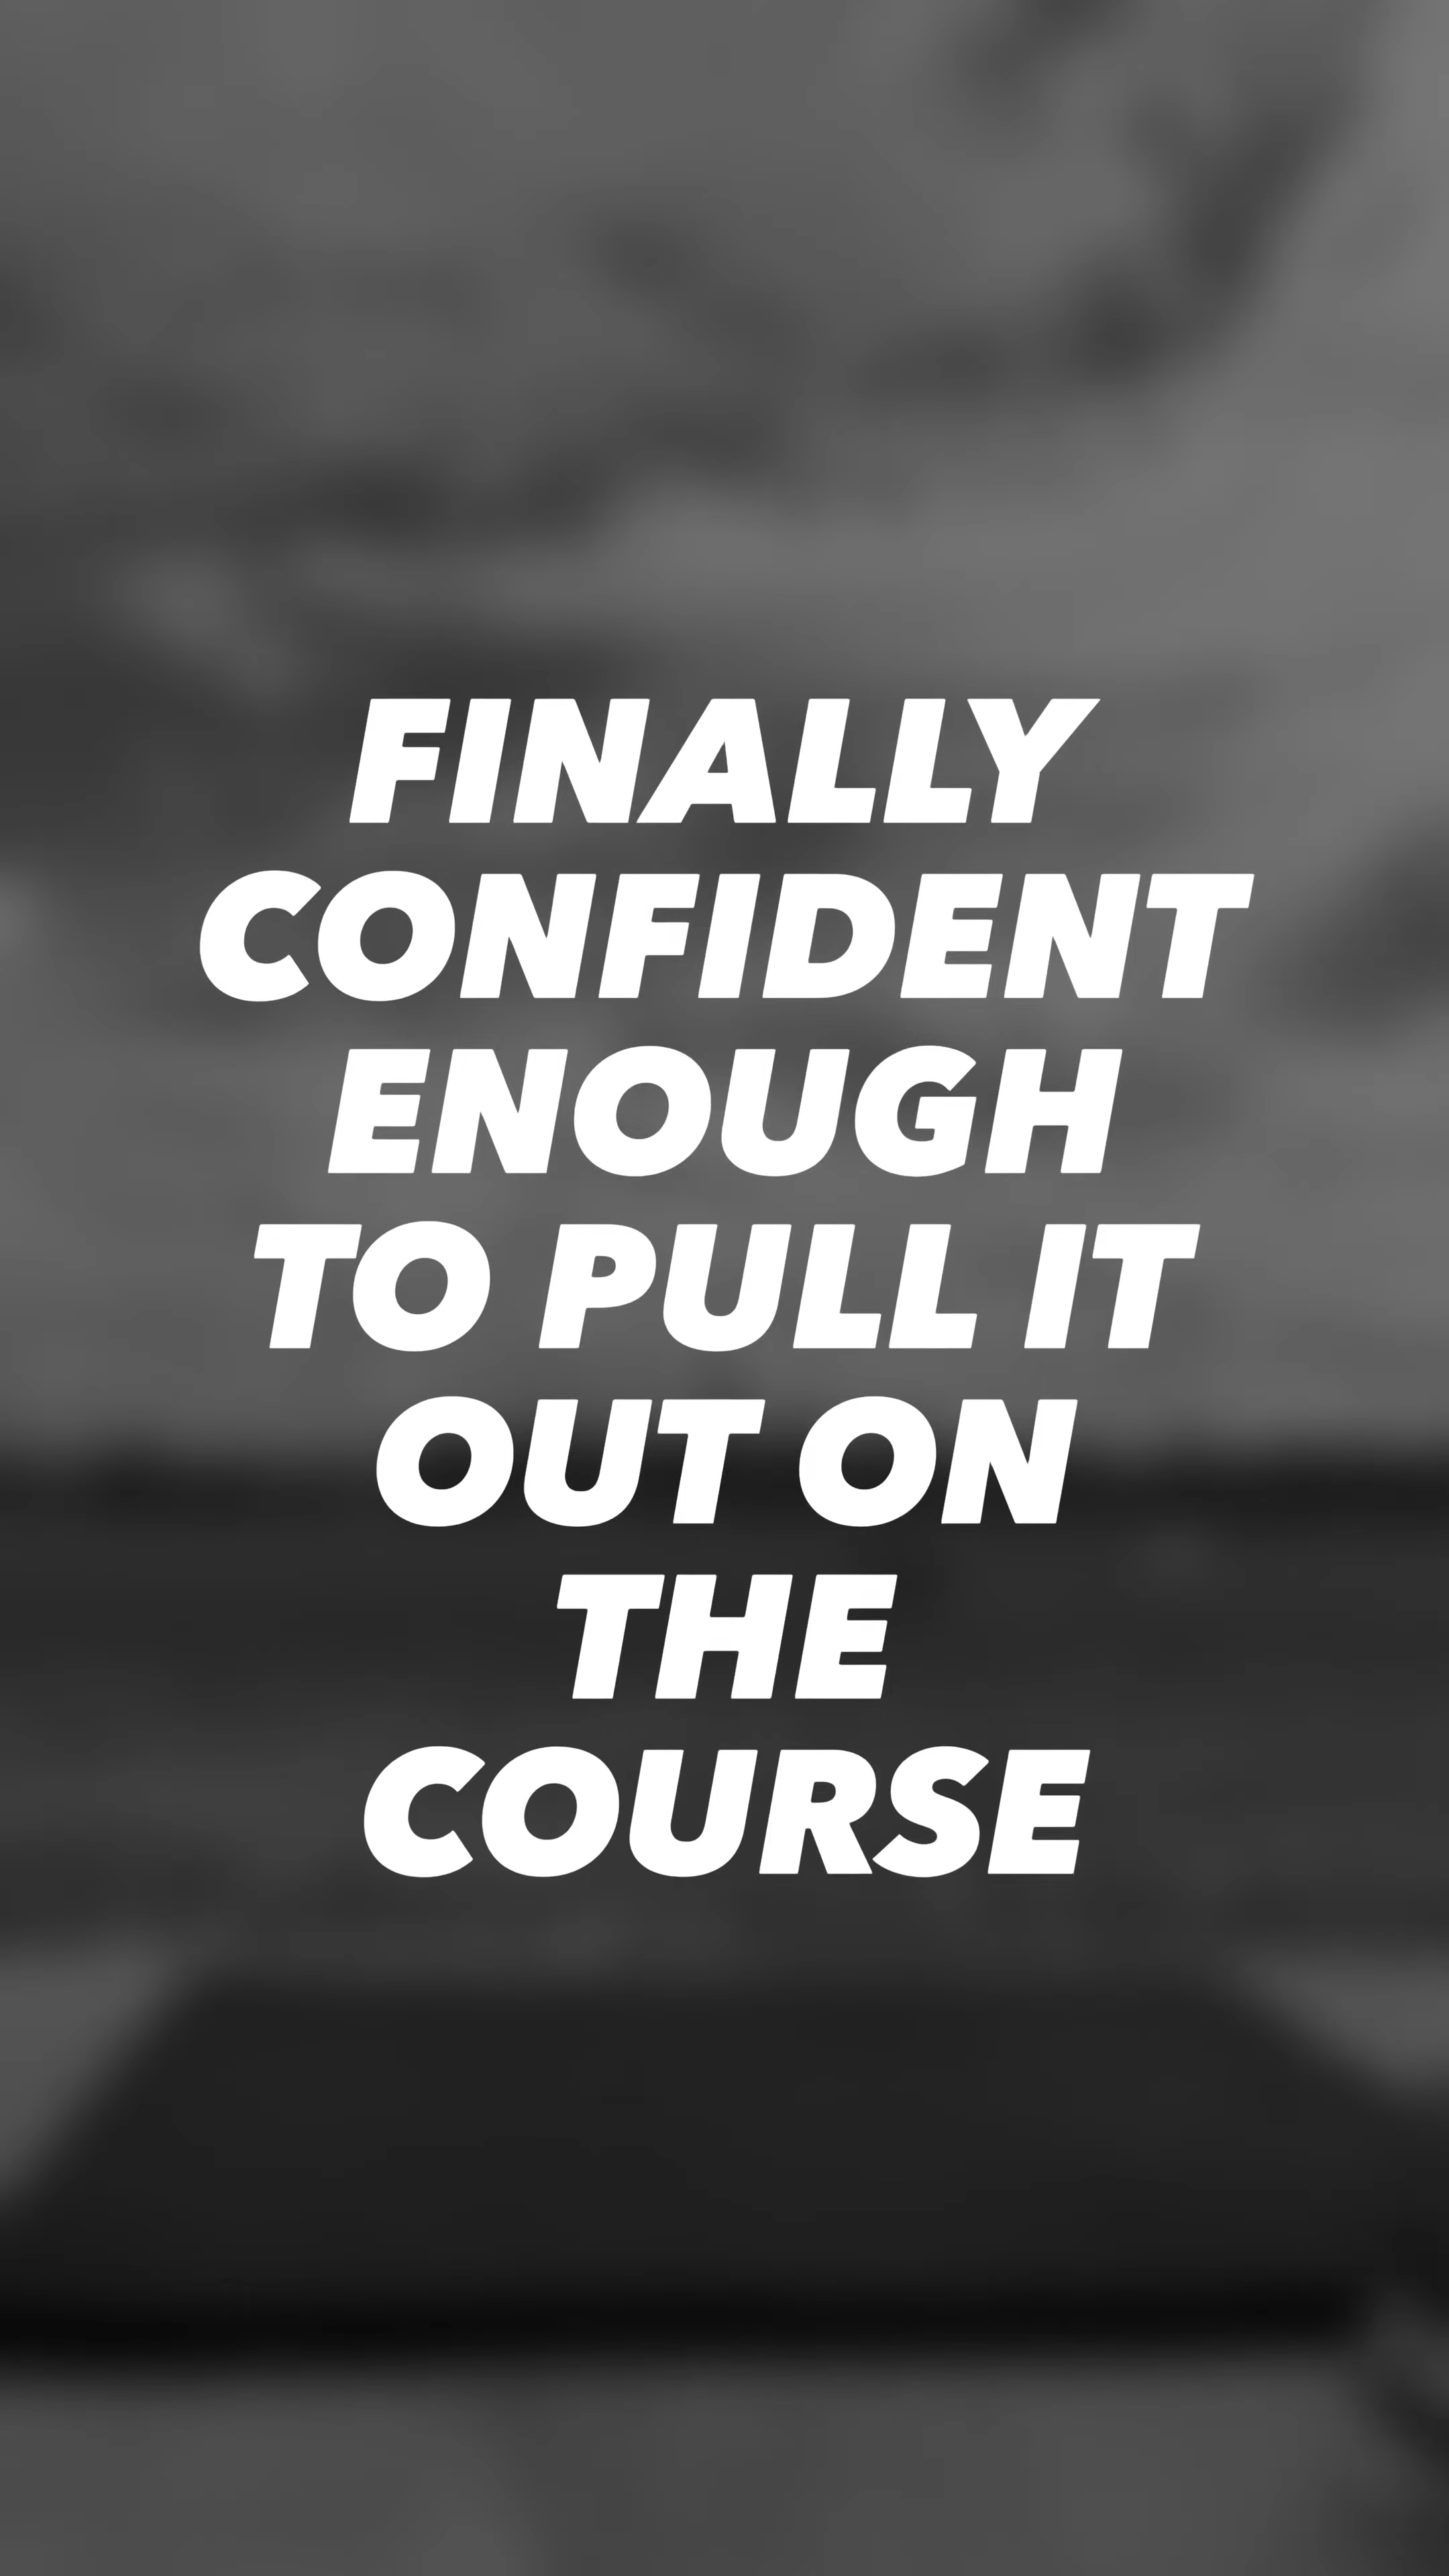 FINALLY
CONFIDENT
ENOUGH
TO PULL IT
OUT ON
THE
COURSE